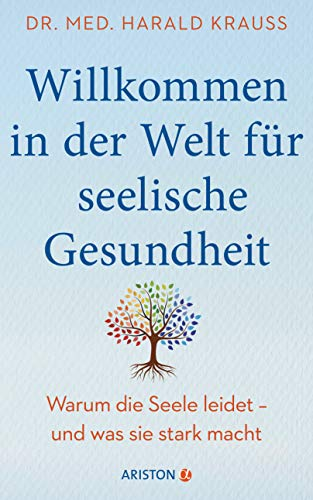 DR. MED. HARALD KRAUSS
Willkommen
in der Welt für
seelische
Gesundheit
Warum die Seele leidet –
und was sie stark macht
ARISTON